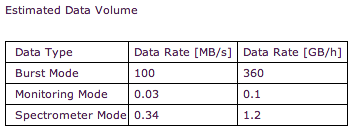 Estimated Data Volume
Data Type Data Rate [MB/s] Data Rate [GB/h]
Burst Mode 100 360
Monitoring Mode 0.03 0.1
Spectrometer Mode 0.34 1.2